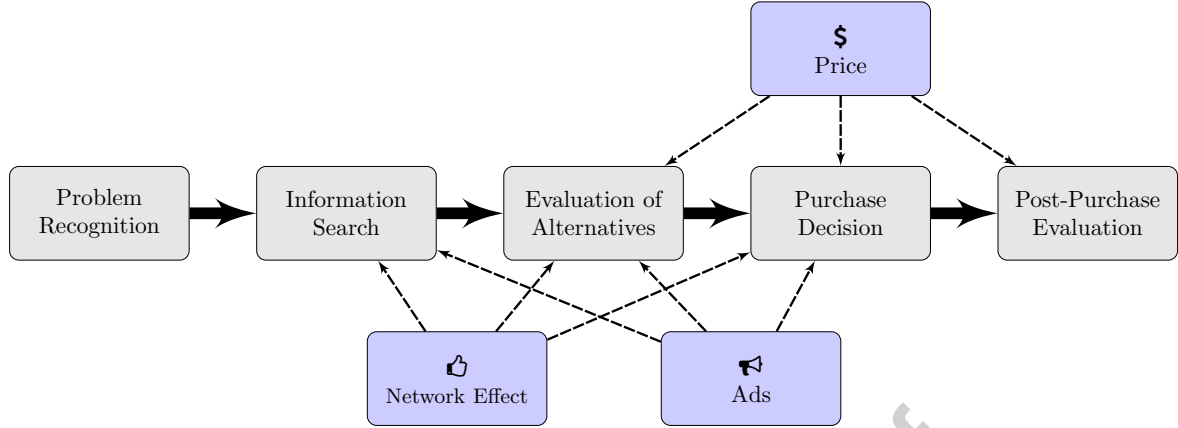 $
Price
Problem
Recognition
Information
Search
Evaluation of
Alternatives
Purchase
Decision
Post-Purchase
Evaluation
Network Effect
Ads